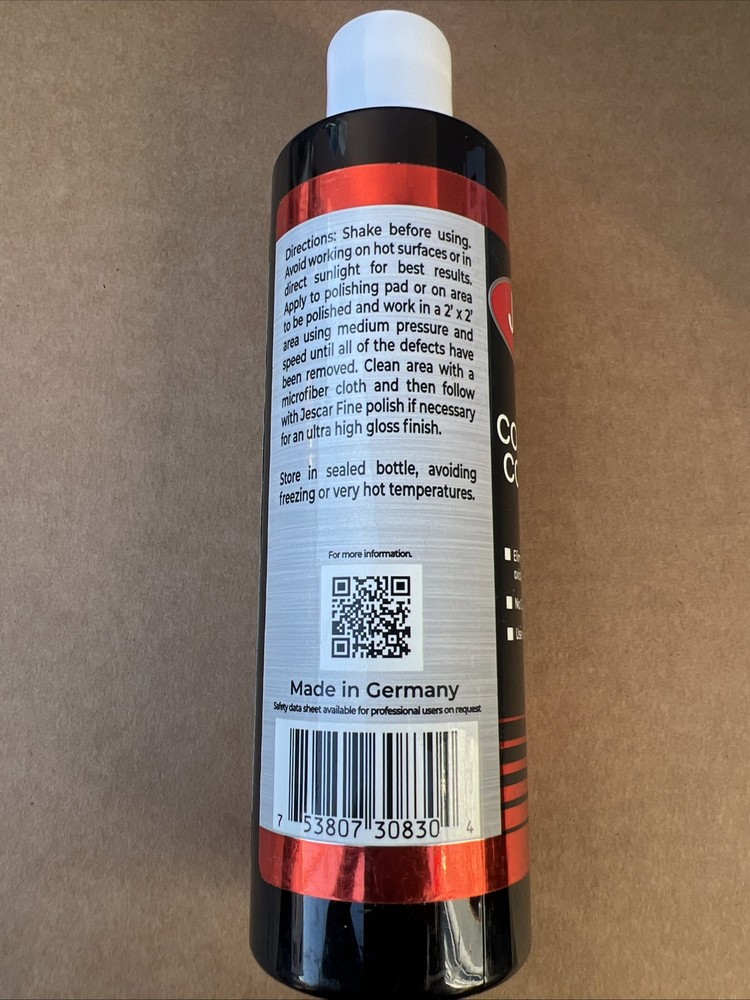 Directions: Shake before using.
Avoid working on hot surfaces or in
direct sunlight for best results.
Apply to polishing pad or on area
to be polished and work in a 2' x 2'
area using medium pressure and
speed until all of the defects have
been removed. Clean area with a
microfiber cloth and then follow
with Jescar Fine polish if necessary
for an ultra high gloss finish.
Store in sealed bottle, avoiding
freezing or very hot temperatures.
For more information.
Made in Germany
Safety data sheet available for professional users on request
7 53807 30830 4